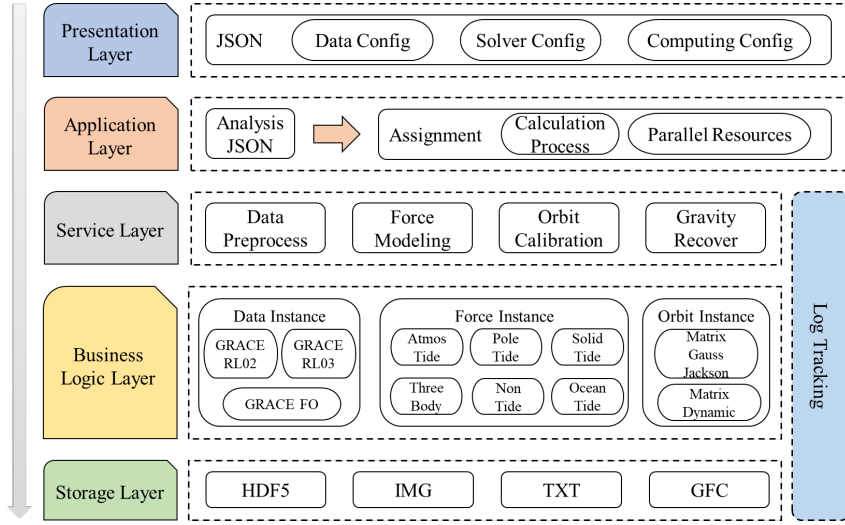 Presentation
Layer
JSON
Data Config
Solver Config
Computing Config
Application
Layer
Analysis
JSON
Assignment
Calculation
Process
Parallel Resources
Service Layer
Data
Preprocess
Force
Modeling
Orbit
Calibration
Gravity
Recover
Log Tracking
Business
Logic Layer
Data Instance
GRACE
RL02
GRACE
RL03
GRACE FO
Force Instance
Atmos
Tide
Pole
Tide
Solid
Tide
Three
Body
Non
Tide
Ocean
Tide
Orbit Instance
Matrix
Gauss
Jackson
Matrix
Dynamic
Storage Layer
HDF5
IMG
TXT
GFC